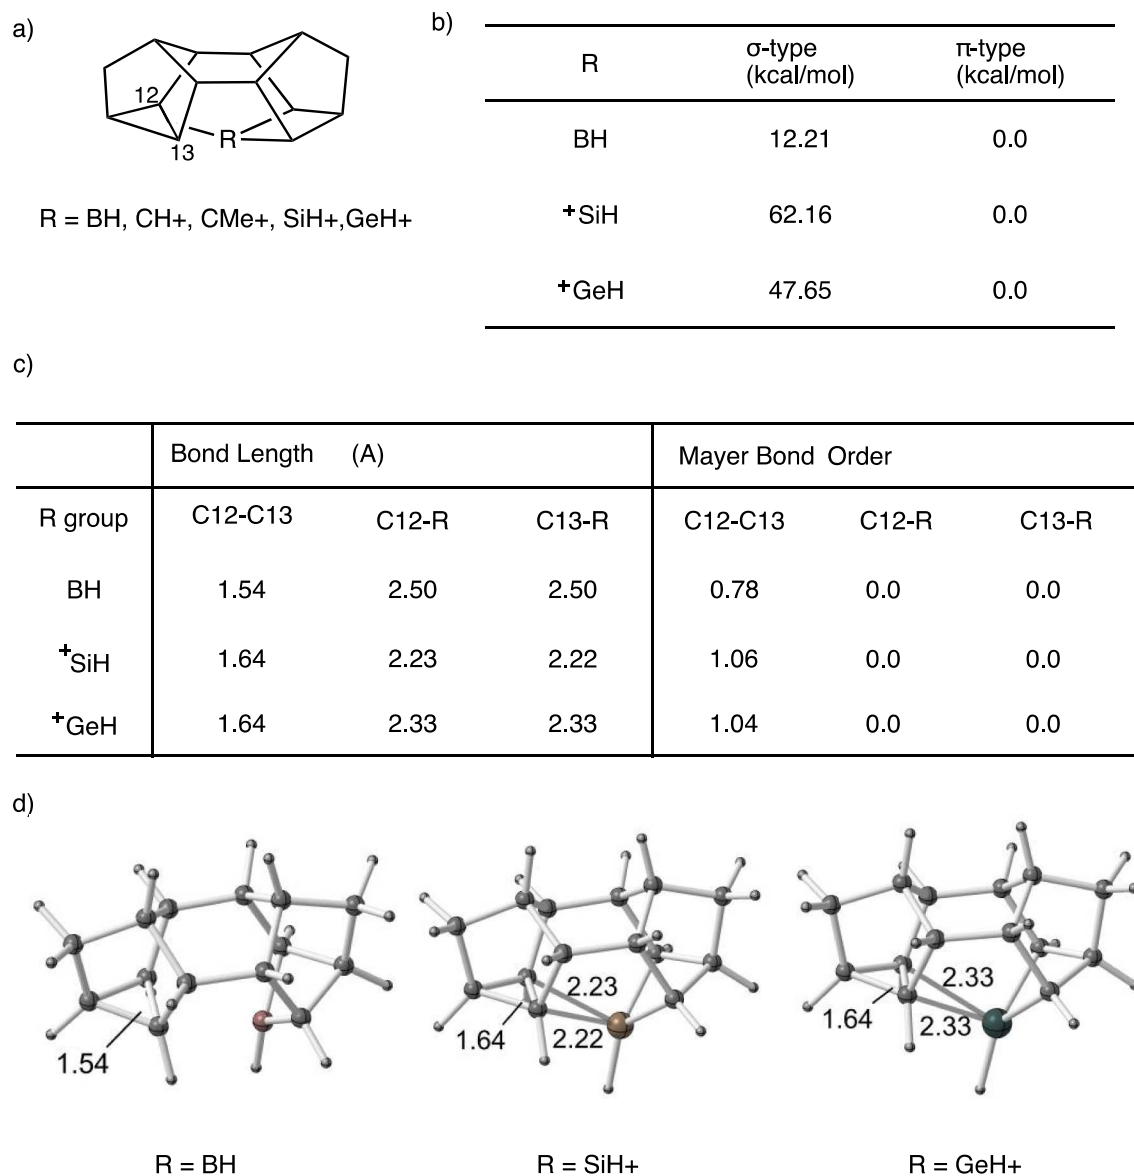 a)
12
R
13
R = BH, CH+, CMe+, SiH+,GeH+
b)
R σ-type (kcal/mol) π-type (kcal/mol)
BH 12.21 0.0
+SiH 62.16 0.0
+GeH 47.65 0.0
c)
Bond Length (A) Mayer Bond Order
R group C12-C13 C12-R C13-R C12-C13 C12-R C13-R
BH 1.54 2.50 2.50 0.78 0.0 0.0
+SiH 1.64 2.23 2.22 1.06 0.0 0.0
+GeH 1.64 2.33 2.33 1.04 0.0 0.0
d)
1.54
2.23
1.64 2.22
2.33
1.64 2.33
R = BH R = SiH+ R = GeH+